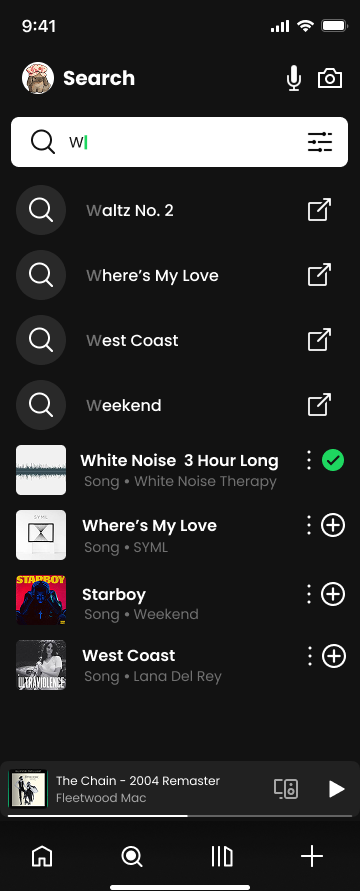 9:41
Search
W
Waltz No. 2
Where’s My Love
West Coast
Weekend
White Noise 3 Hour Long
Song • White Noise Therapy
SYML
Where’s My Love
Song • SYML
STARBOY
Starboy
Song • Weekend
West Coast
Song • Lana Del Rey
ULTRAVIOLENCE
The Chain - 2004 Remaster
Fleetwood Mac